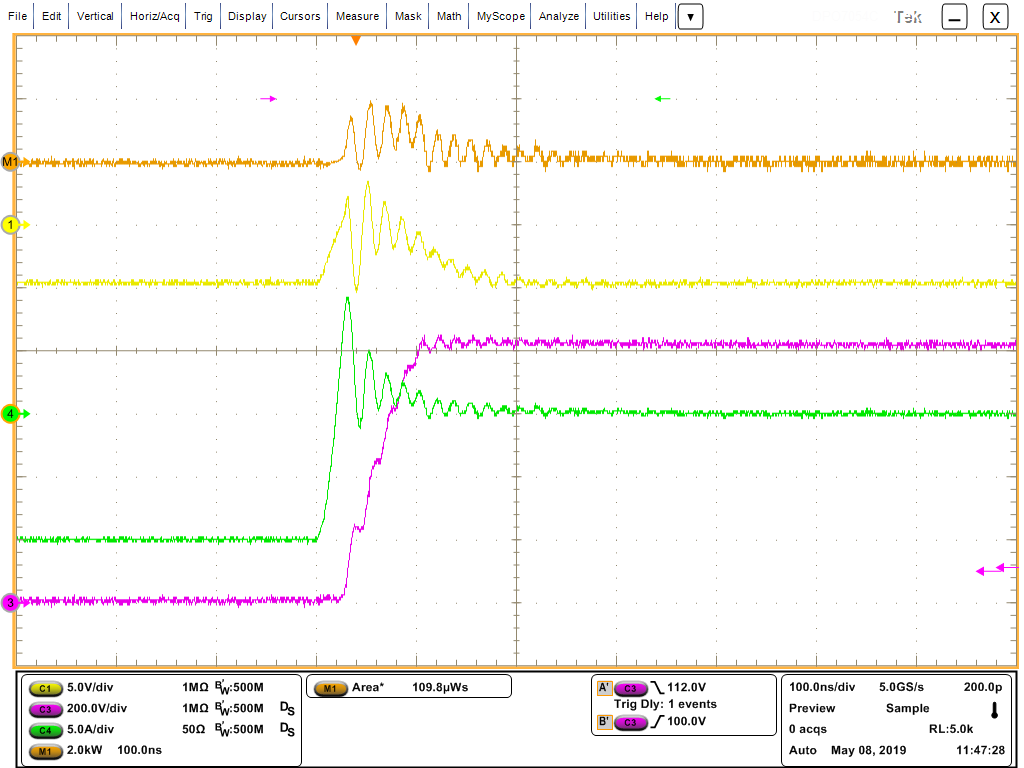 File Edit Vertical Horiz/Acq Trig Display Cursors Measure Mask Math MyScope Analyze Utilities Help Tek X
M1
1
4
3
C1 5.0V/div 1MΩ BW:500M
C3 200.0V/div 1MΩ BW:500M DS
C4 5.0A/div 50Ω BW:500M DS
M1 2.0kW 100.0ns
M1 Area* 109.8µWs
A' C3 112.0V
Trig Dly: 1 events
B' C3 100.0V
100.0ns/div 5.0GS/s 200.0p
Preview Sample
0 acqs RL:5.0k
Auto May 08, 2019 11:47:28